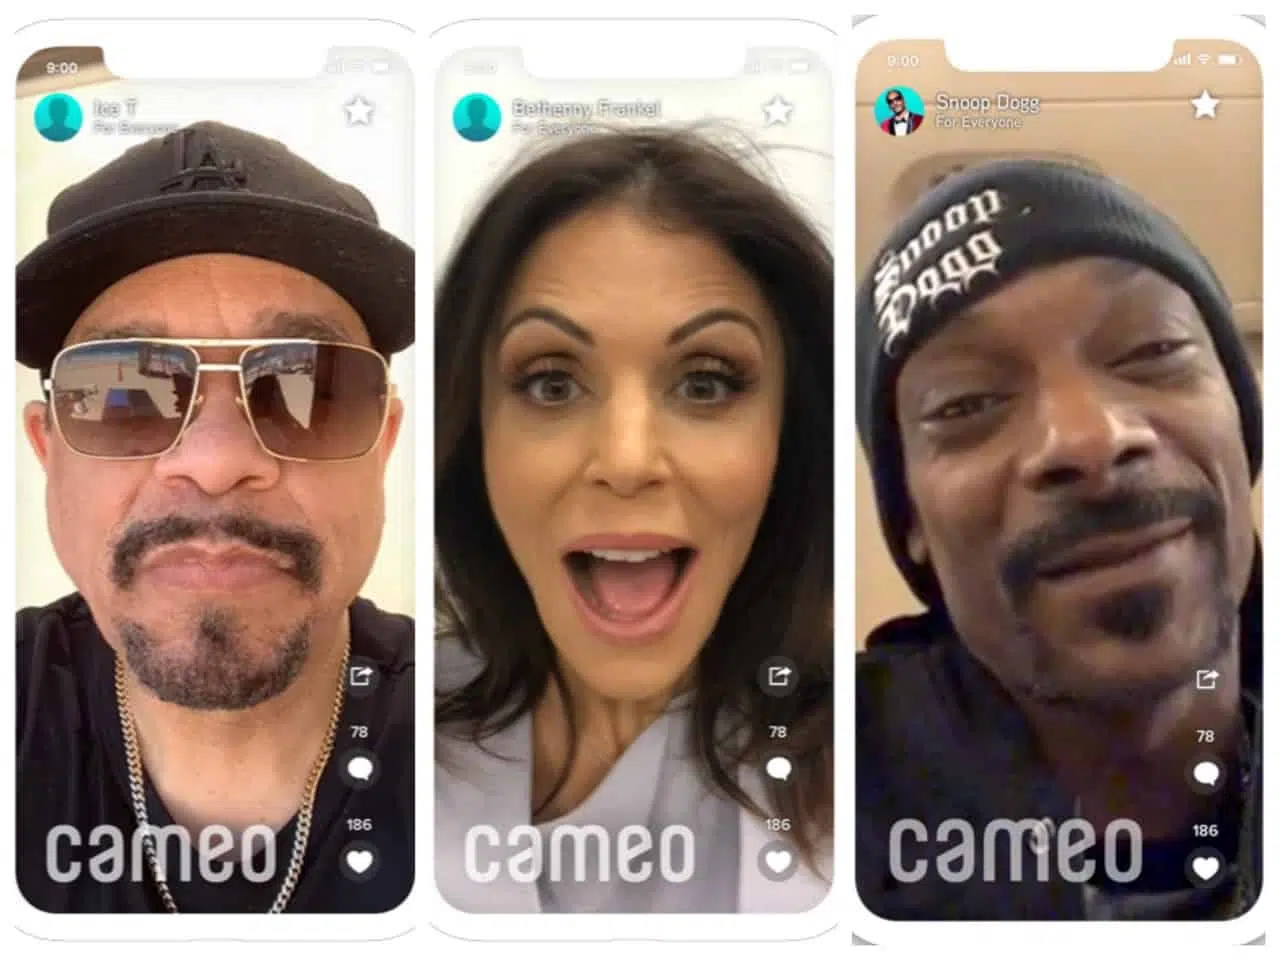 9:00
Ice T
For Everyone
LA
cameo
78
186
Bethenny Frankel
For Everyone
cameo
78
186
9:00
Snoop Dogg
For Everyone
Snoop
Dogg
cameo
78
186